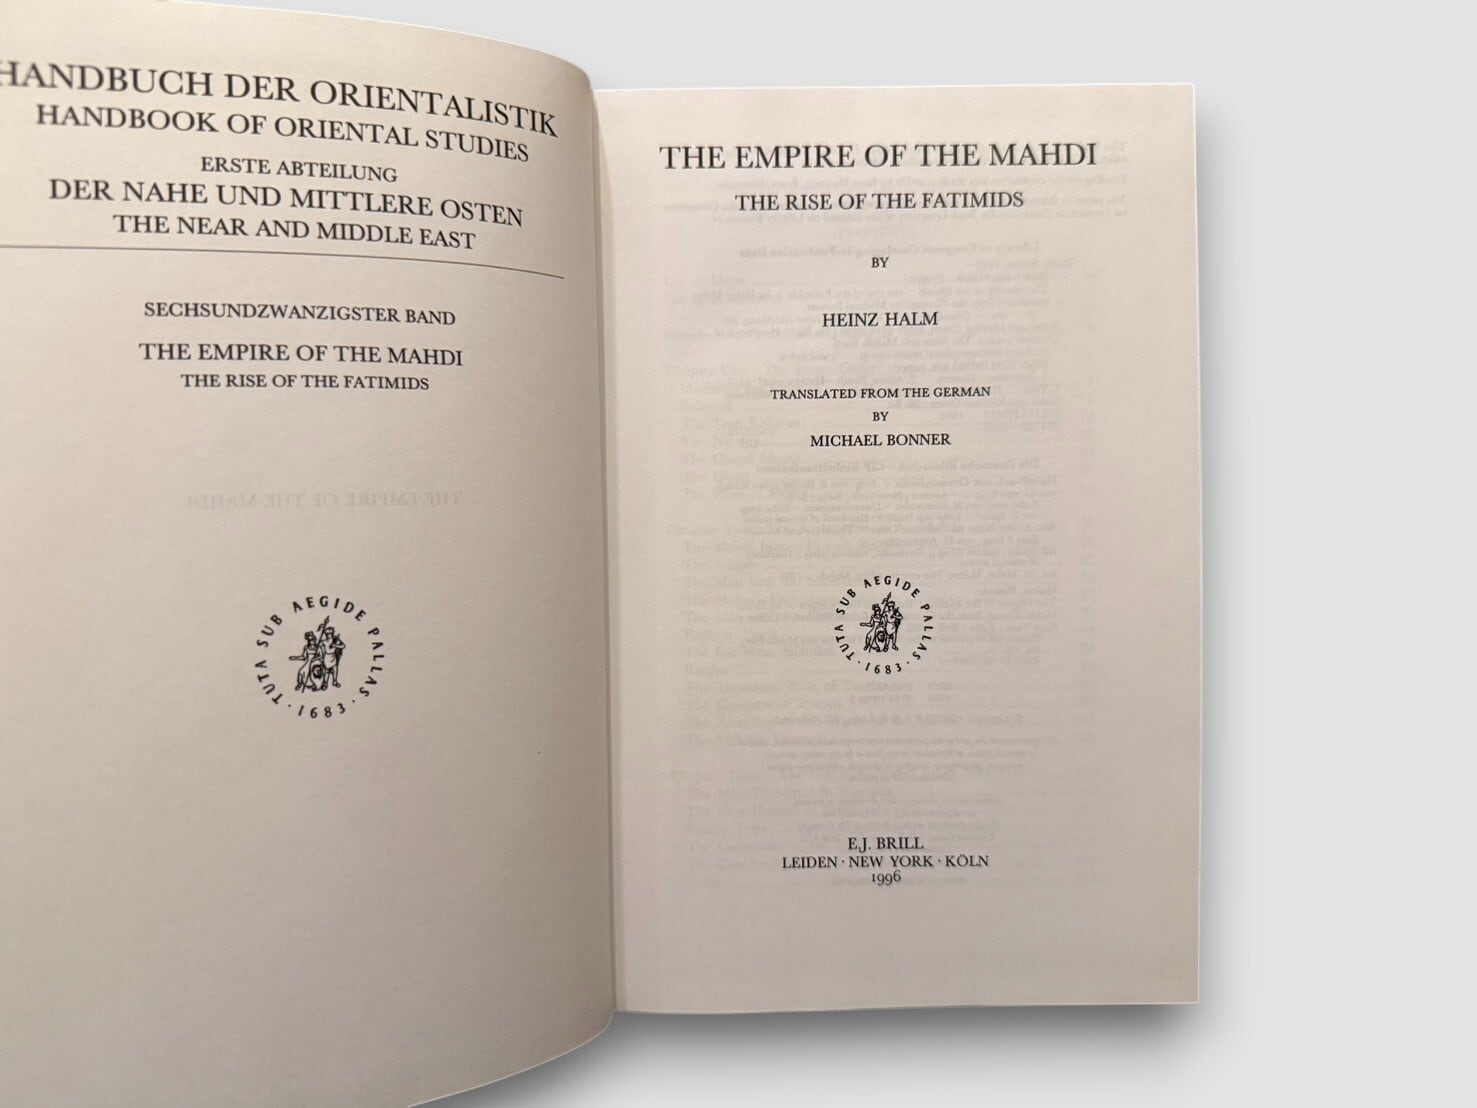 HANDBUCH DER ORIENTALISTIK
HANDBOOK OF ORIENTAL STUDIES
ERSTE ABTEILUNG
DER NAHE UND MITTLERE OSTEN
THE NEAR AND MIDDLE EAST
SECHSUNDZWANZIGSTER BAND
THE EMPIRE OF THE MAHDI
THE RISE OF THE FATIMIDS
TUTA SUB AEGIDE PALLAS
· 1683 ·
THE EMPIRE OF THE MAHDI
THE RISE OF THE FATIMIDS
BY
HEINZ HALM
TRANSLATED FROM THE GERMAN
BY
MICHAEL BONNER
TUTA SUB AEGIDE PALLAS
· 1683 ·
E.J. BRILL
LEIDEN · NEW YORK · KÖLN
1996